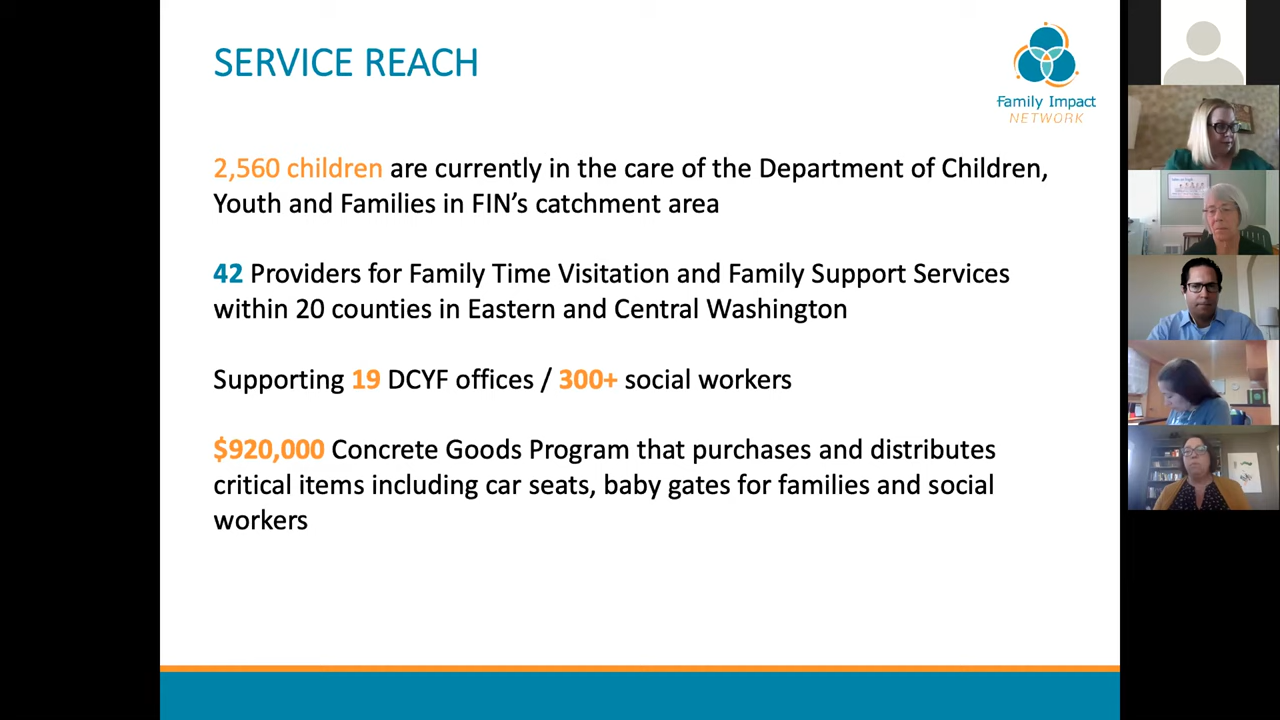 SERVICE REACH
Family Impact
NETWORK
2,560 children are currently in the care of the Department of Children,
Youth and Families in FIN’s catchment area
42 Providers for Family Time Visitation and Family Support Services
within 20 counties in Eastern and Central Washington
Supporting 19 DCYF offices / 300+ social workers
$920,000 Concrete Goods Program that purchases and distributes
critical items including car seats, baby gates for families and social
workers